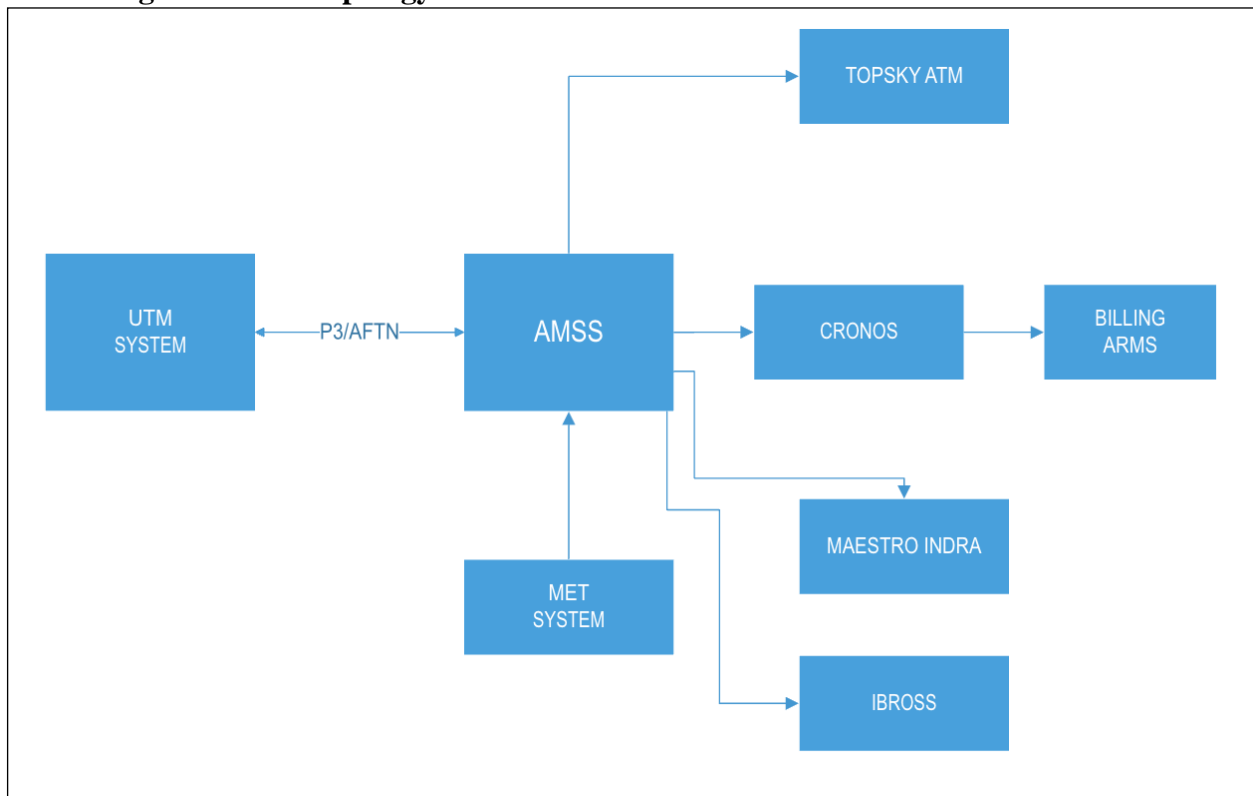 TOPSKY ATM
UTM
SYSTEM
P3/AFTN
AMSS
CRONOS
BILLING
ARMS
MAESTRO INDRA
MET
SYSTEM
IBROSS